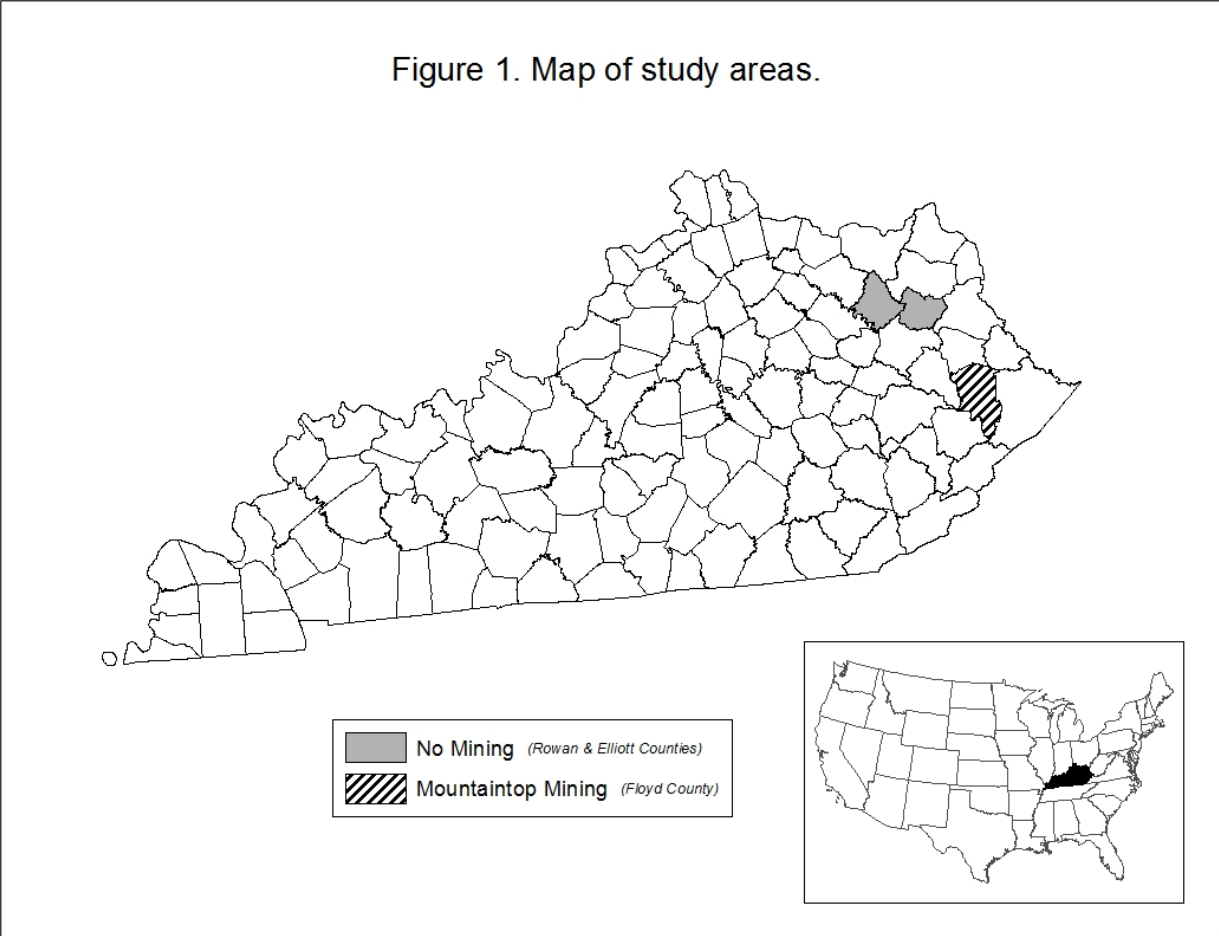 Figure 1. Map of study areas.
No Mining (Rowan & Elliott Counties)
Mountaintop Mining (Floyd County)